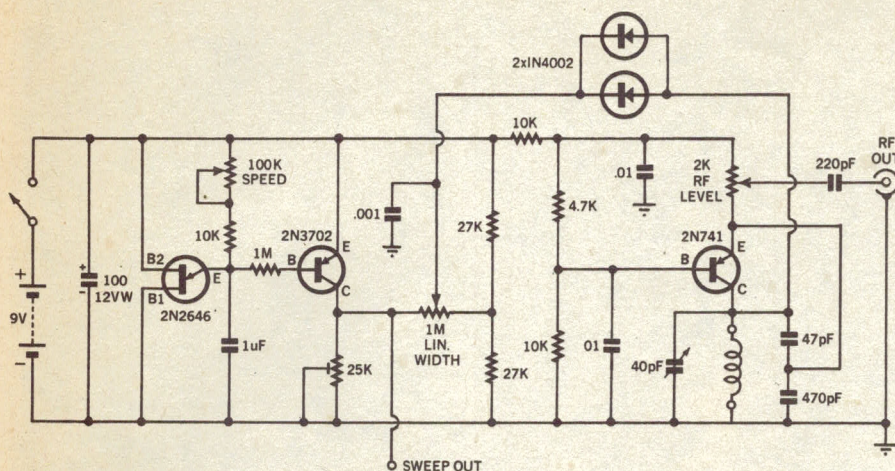 2xIN4002
10K
RF
OUT
100K
SPEED
.01
2K
RF
LEVEL
220pF
.001
4.7K
10K
2N3702
27K
2N741
B2
E
1M
B
E
B
E
+
100
12VW
-
B1
C
C
+
9V
-
2N2646
1M
LIN.
WIDTH
1uF
25K
27K
10K
01
40pF
47pF
470pF
SWEEP OUT